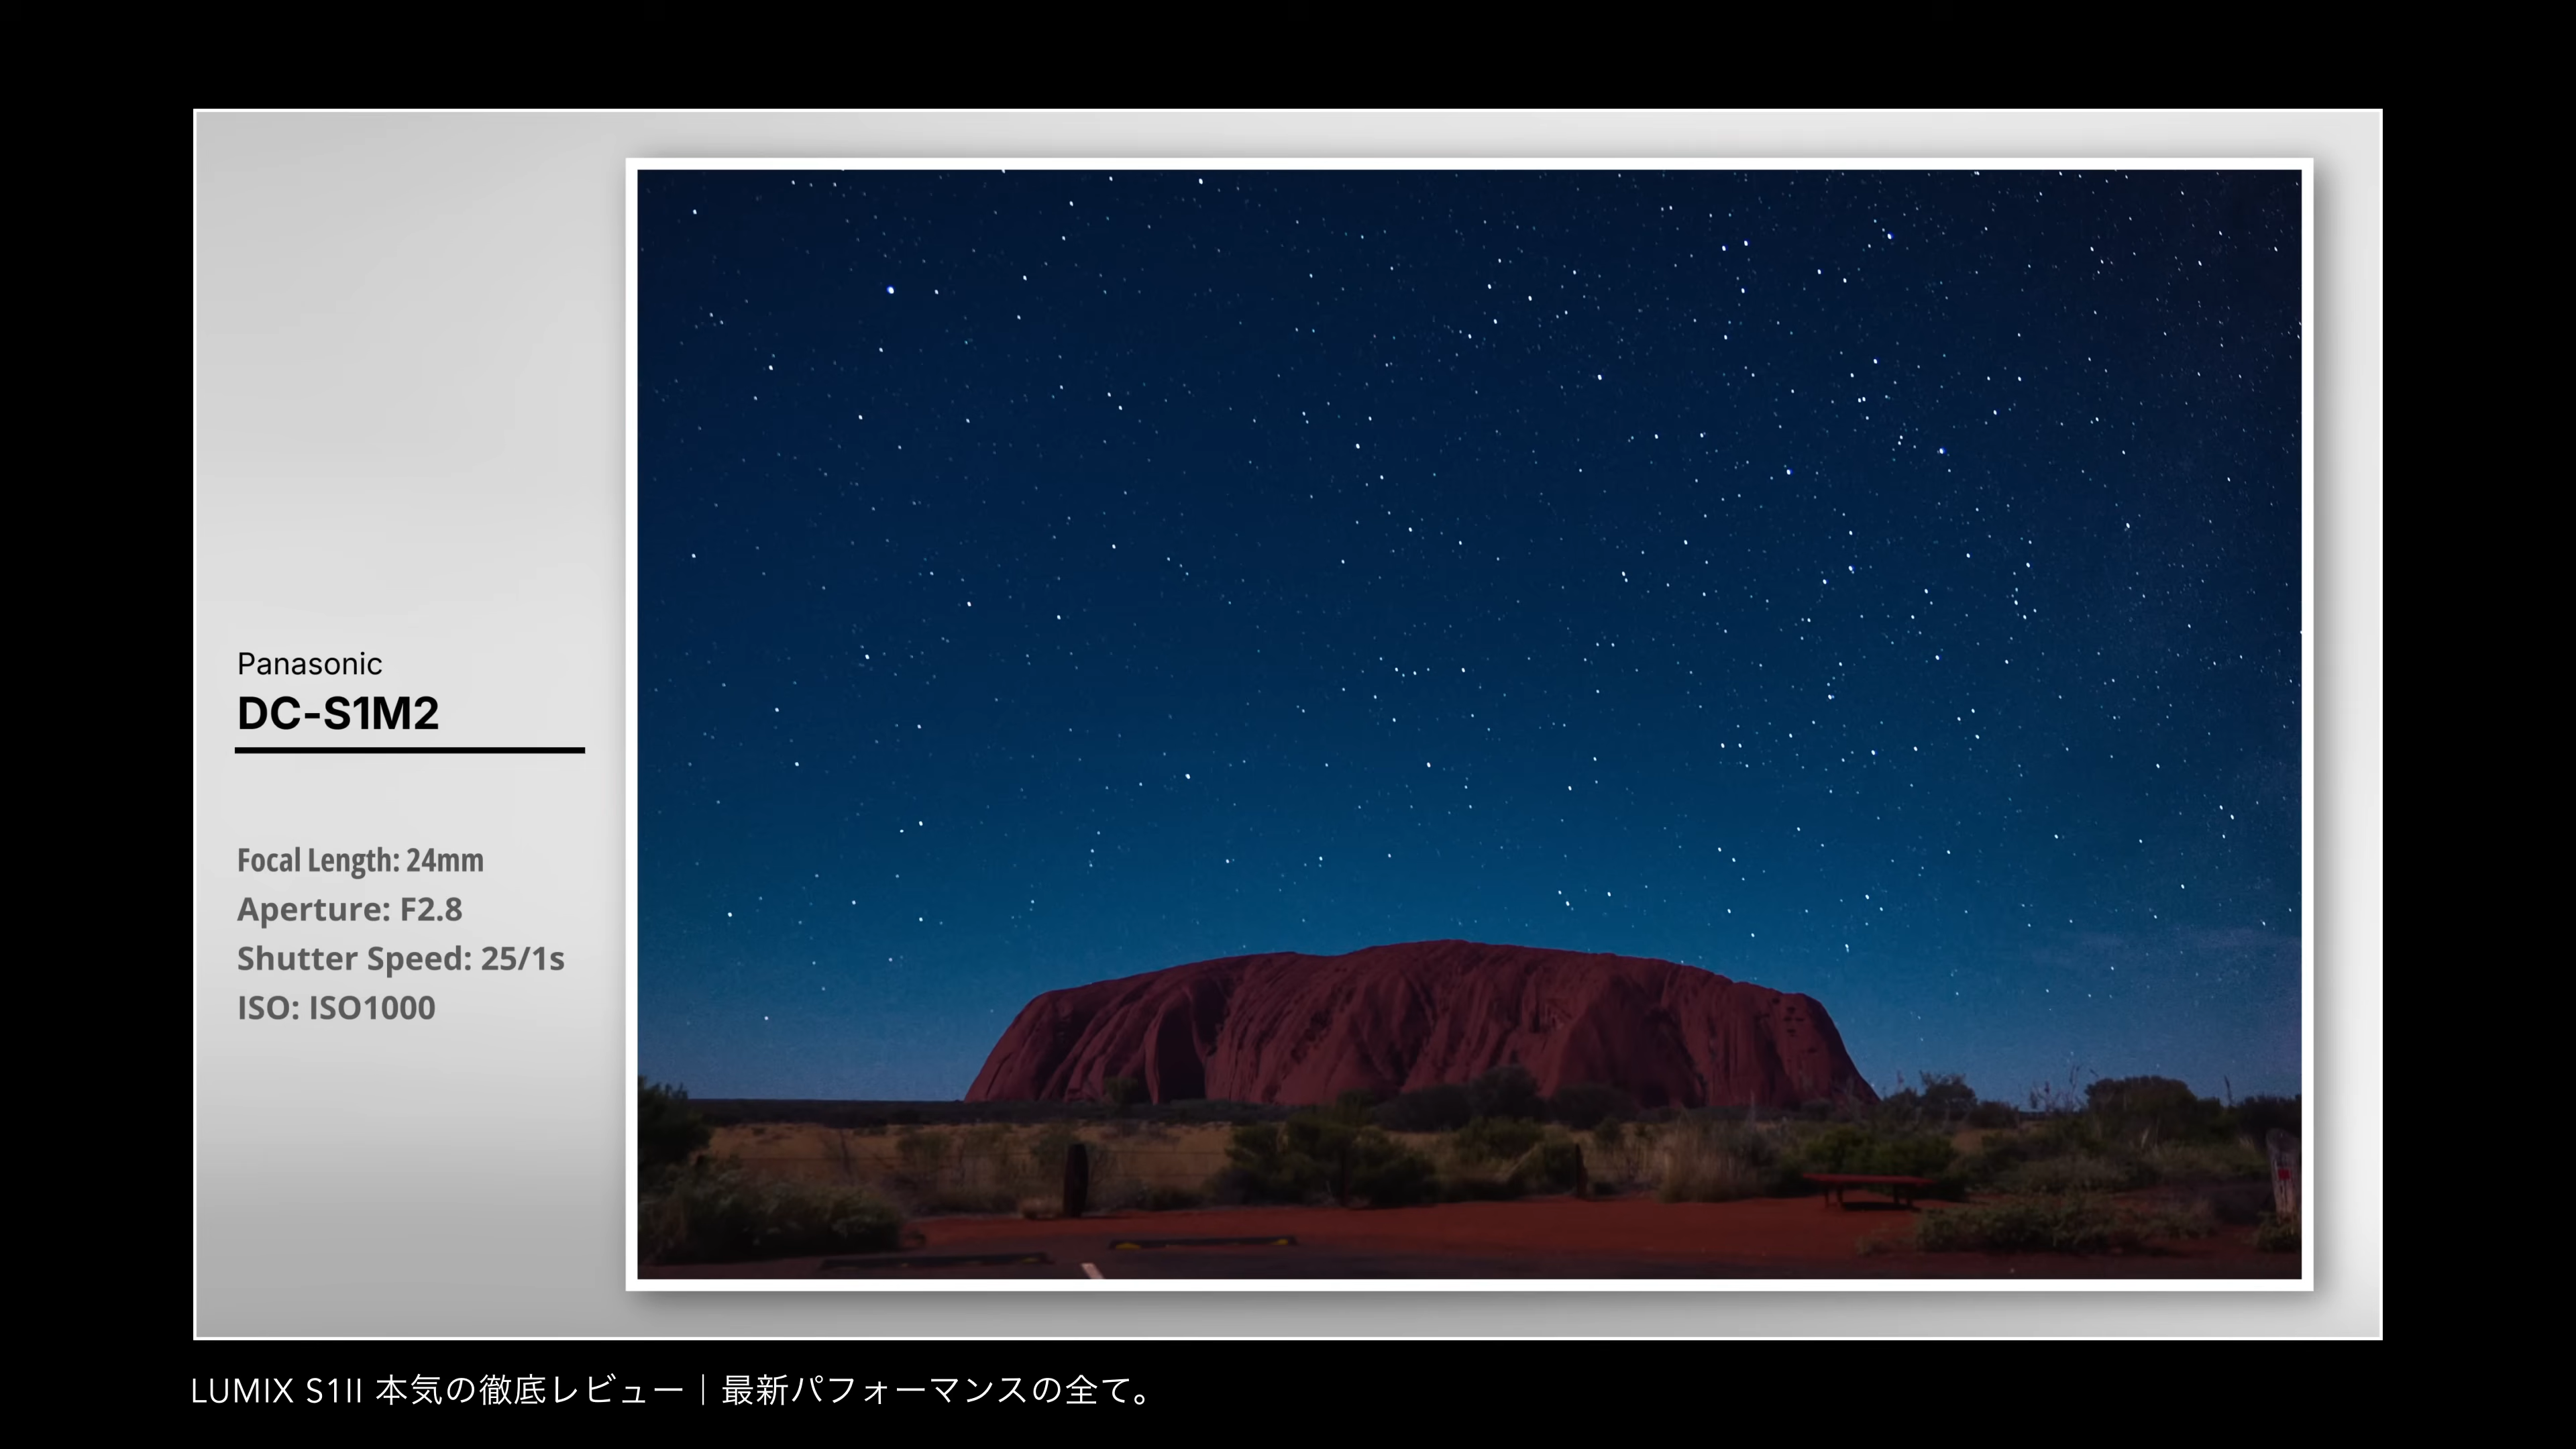 Panasonic
DC-S1M2
Focal Length: 24mm
Aperture: F2.8
Shutter Speed: 25/1s
ISO: ISO1000
LUMIX S1II 本気の徹底レビュー｜最新パフォーマンスの全て。